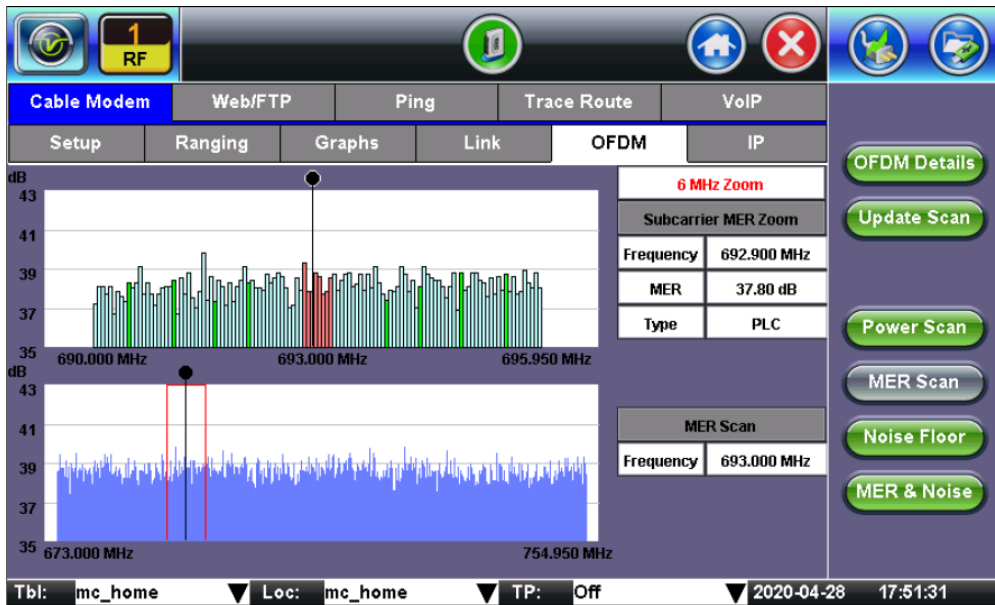 1
RF
Cable Modem Web/FTP Ping Trace Route VoIP
Setup Ranging Graphs Link OFDM IP
dB
43
41
39
37
35
690.000 MHz 693.000 MHz 695.950 MHz
6 MHz Zoom
Subcarrier MER Zoom
Frequency 692.900 MHz
MER 37.80 dB
Type PLC
dB
43
41
39
37
35
673.000 MHz 754.950 MHz
MER Scan
Frequency 693.000 MHz
OFDM Details
Update Scan
Power Scan
MER Scan
Noise Floor
MER & Noise
Tbl: mc_home Loc: mc_home TP: Off 2020-04-28 17:51:31